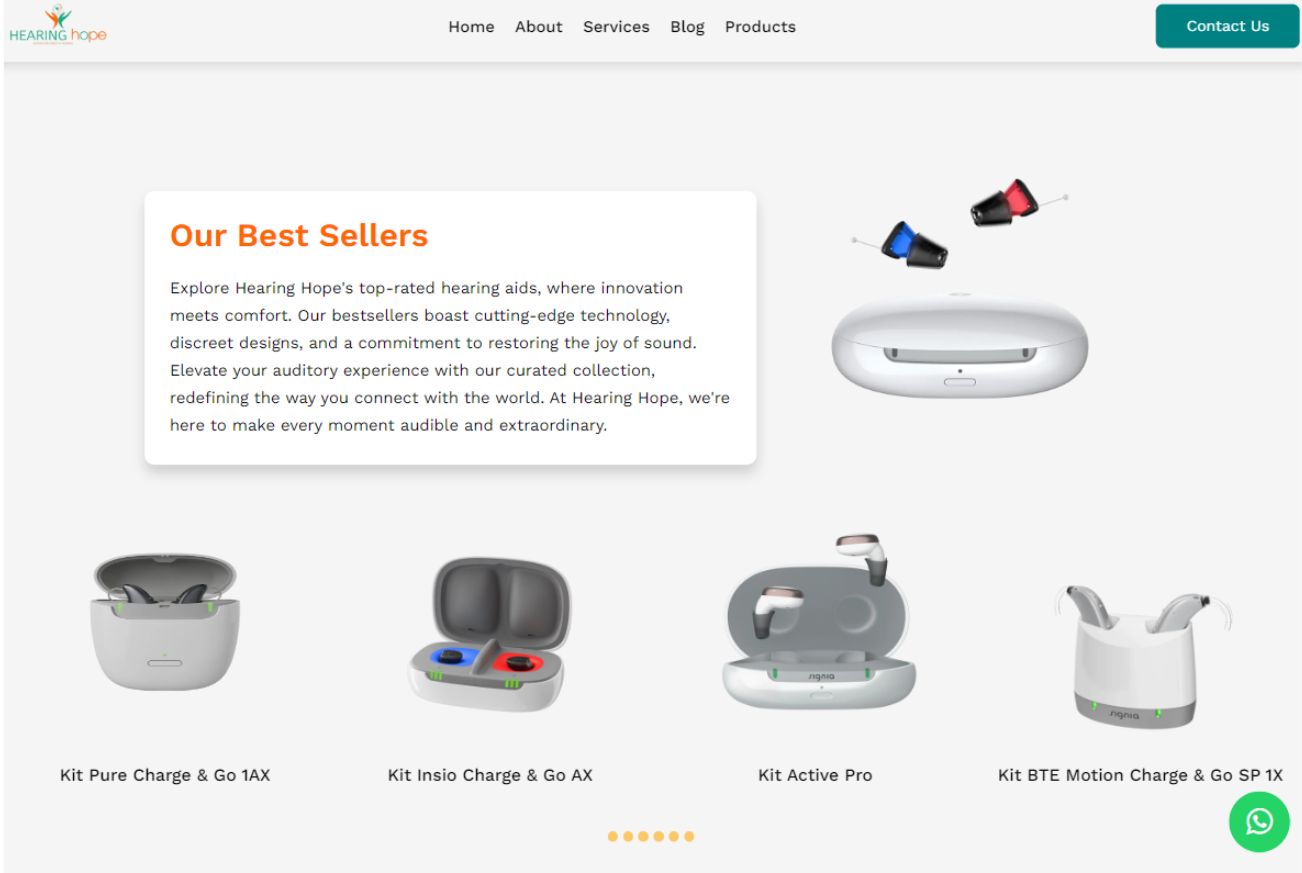 HEARING hope
Home About Services Blog Products
Contact Us
Our Best Sellers
Explore Hearing Hope's top-rated hearing aids, where innovation
meets comfort. Our bestsellers boast cutting-edge technology,
discreet designs, and a commitment to restoring the joy of sound.
Elevate your auditory experience with our curated collection,
redefining the way you connect with the world. At Hearing Hope, we're
here to make every moment audible and extraordinary.
signia
signia
Kit Pure Charge & Go 1AX
Kit Insio Charge & Go AX
Kit Active Pro
Kit BTE Motion Charge & Go SP 1X